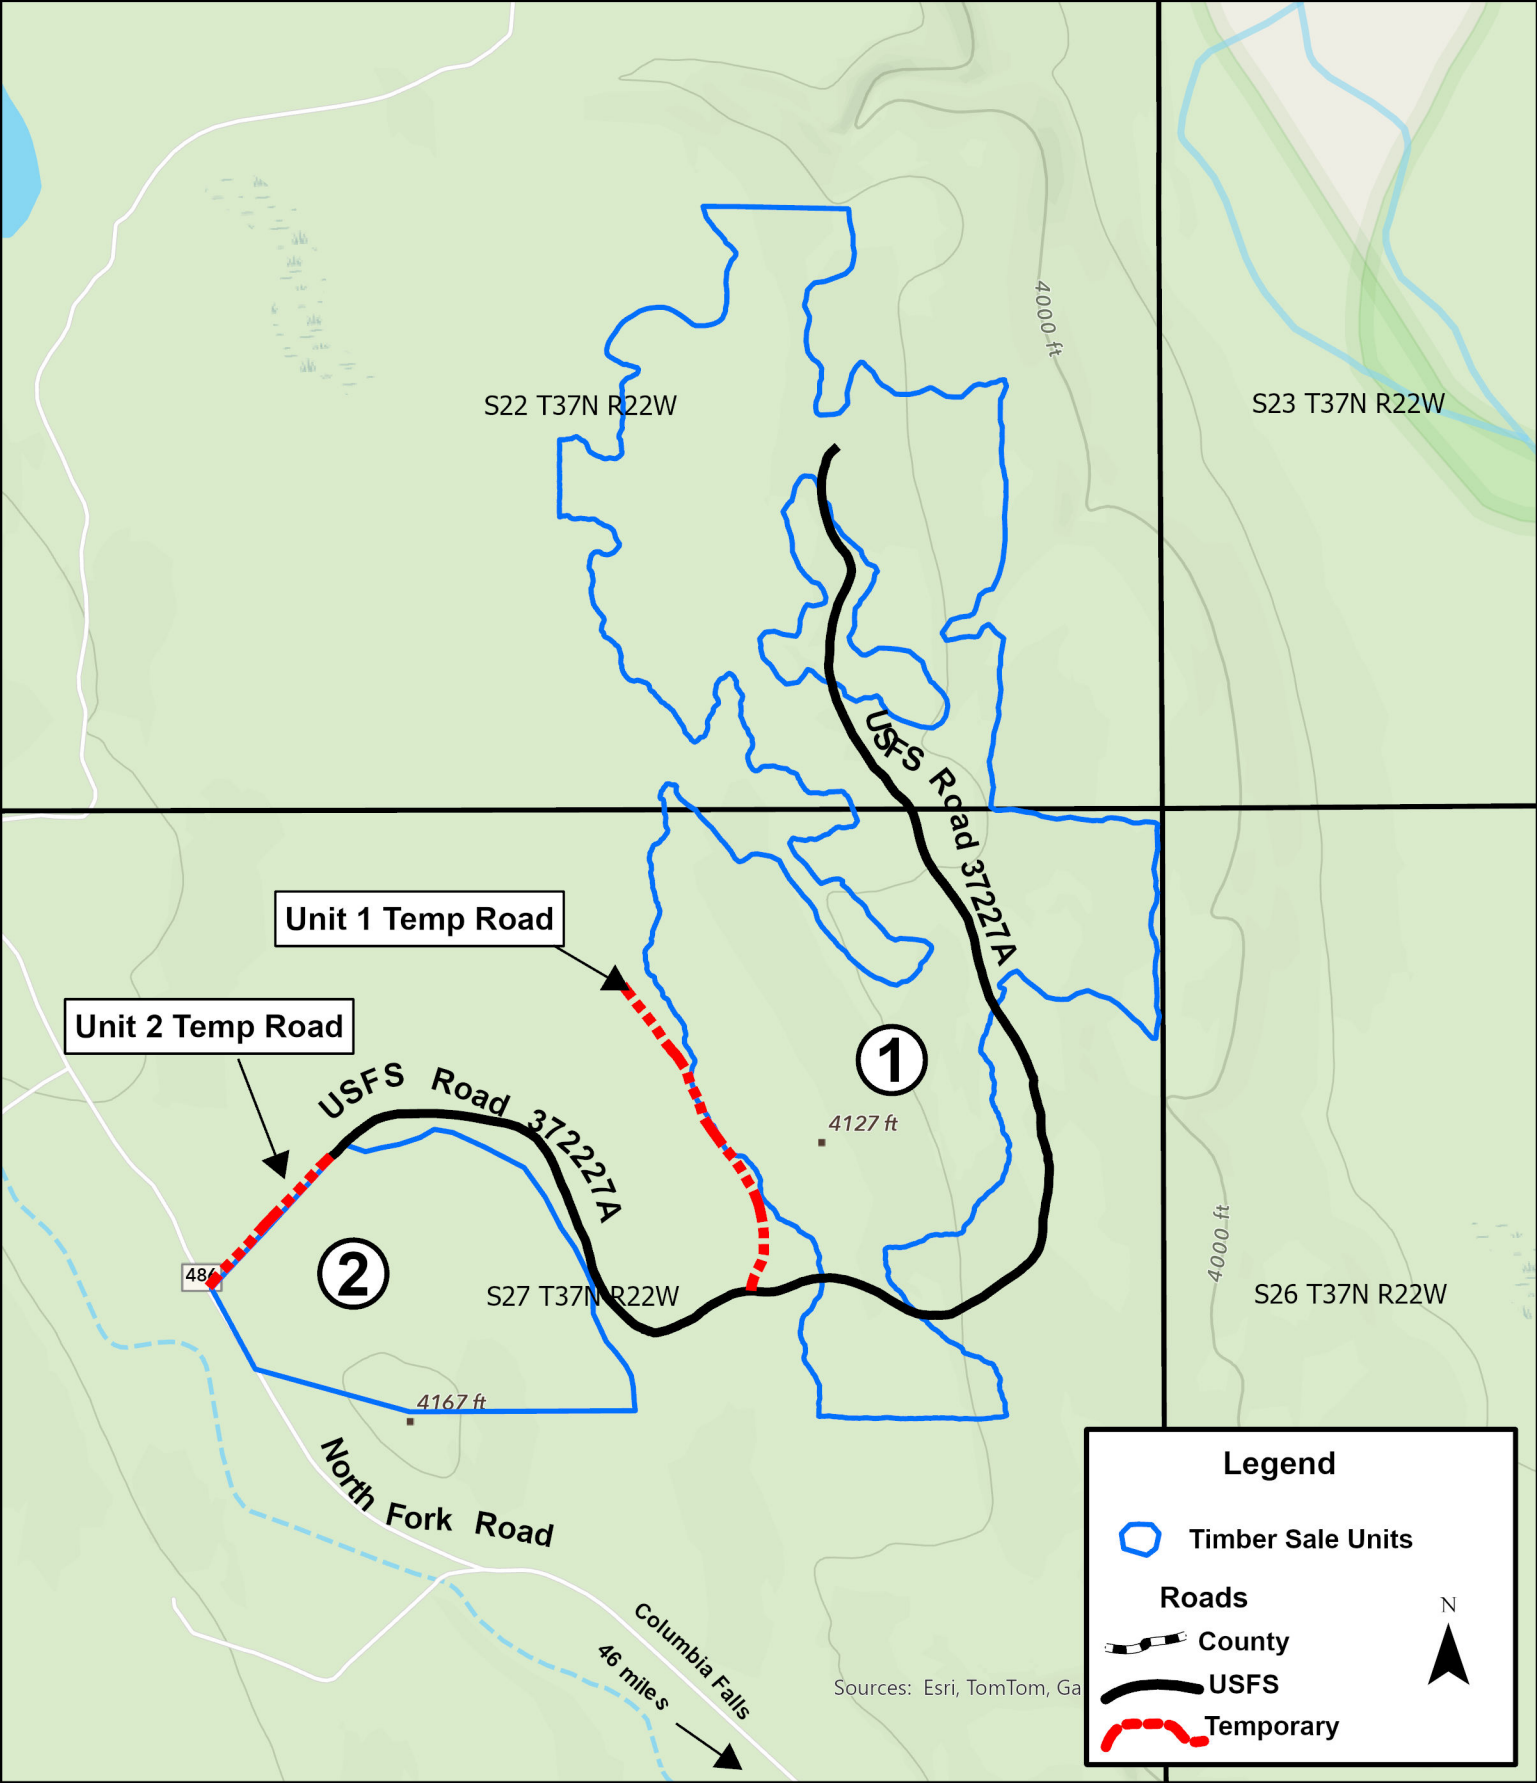 4000 ft
S22 T37N R22W
S23 T37N R22W
USFS Road 37227A
Unit 1 Temp Road
Unit 2 Temp Road
USFS Road 372227A
1
4127 ft
486
2
S27 T37N R22W
4000 ft
S26 T37N R22W
4167 ft
North Fork Road
Columbia Falls
46 miles
Sources: Esri, TomTom, Ga
Legend
Timber Sale Units
Roads
County
USFS
Temporary
N